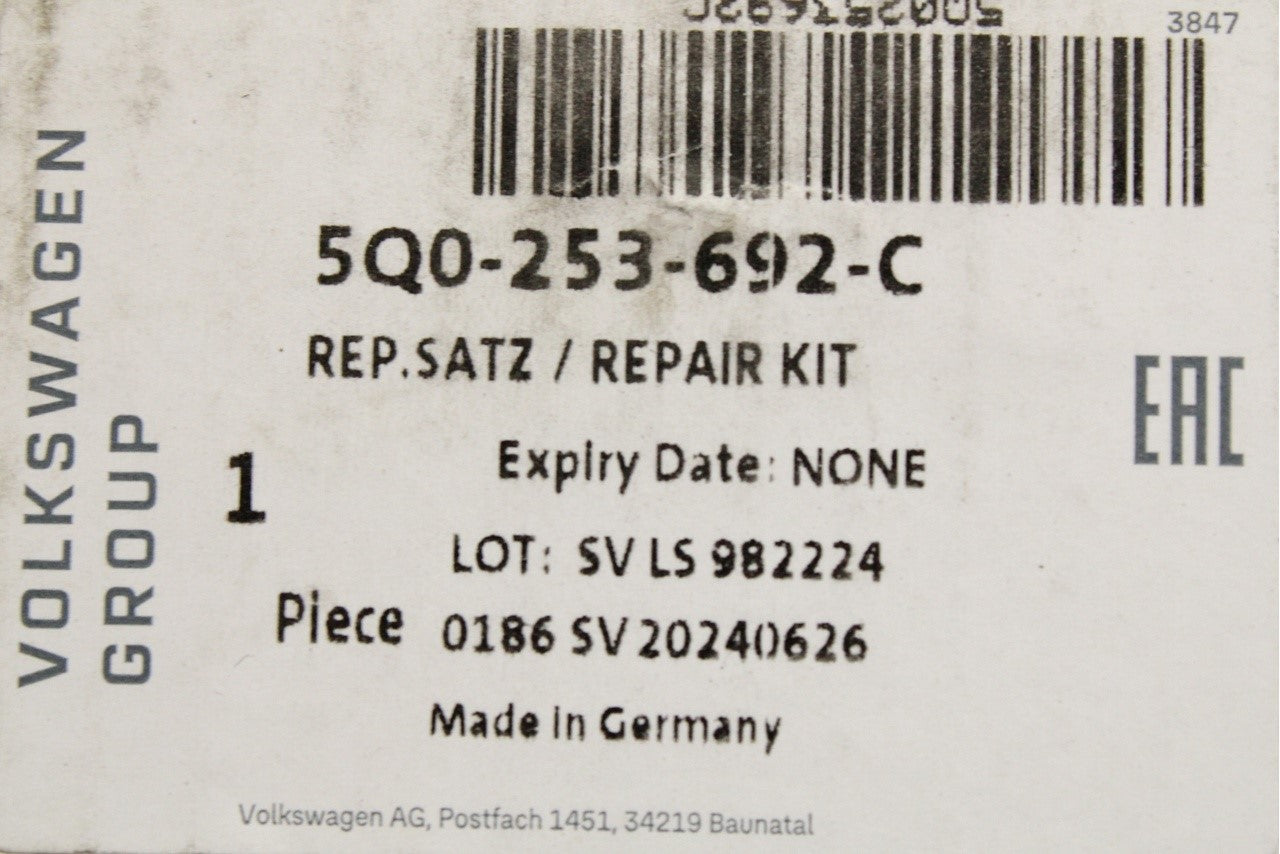 3847
5Q0-253-692-C
REP.SATZ / REPAIR KIT
EAC
Expiry Date: NONE
1
LOT: SV LS 982224
Piece 0186 SV 20240626
Made in Germany
Volkswagen AG, Postfach 1451, 34219 Baunatal
VOLKSWAGEN
GROUP